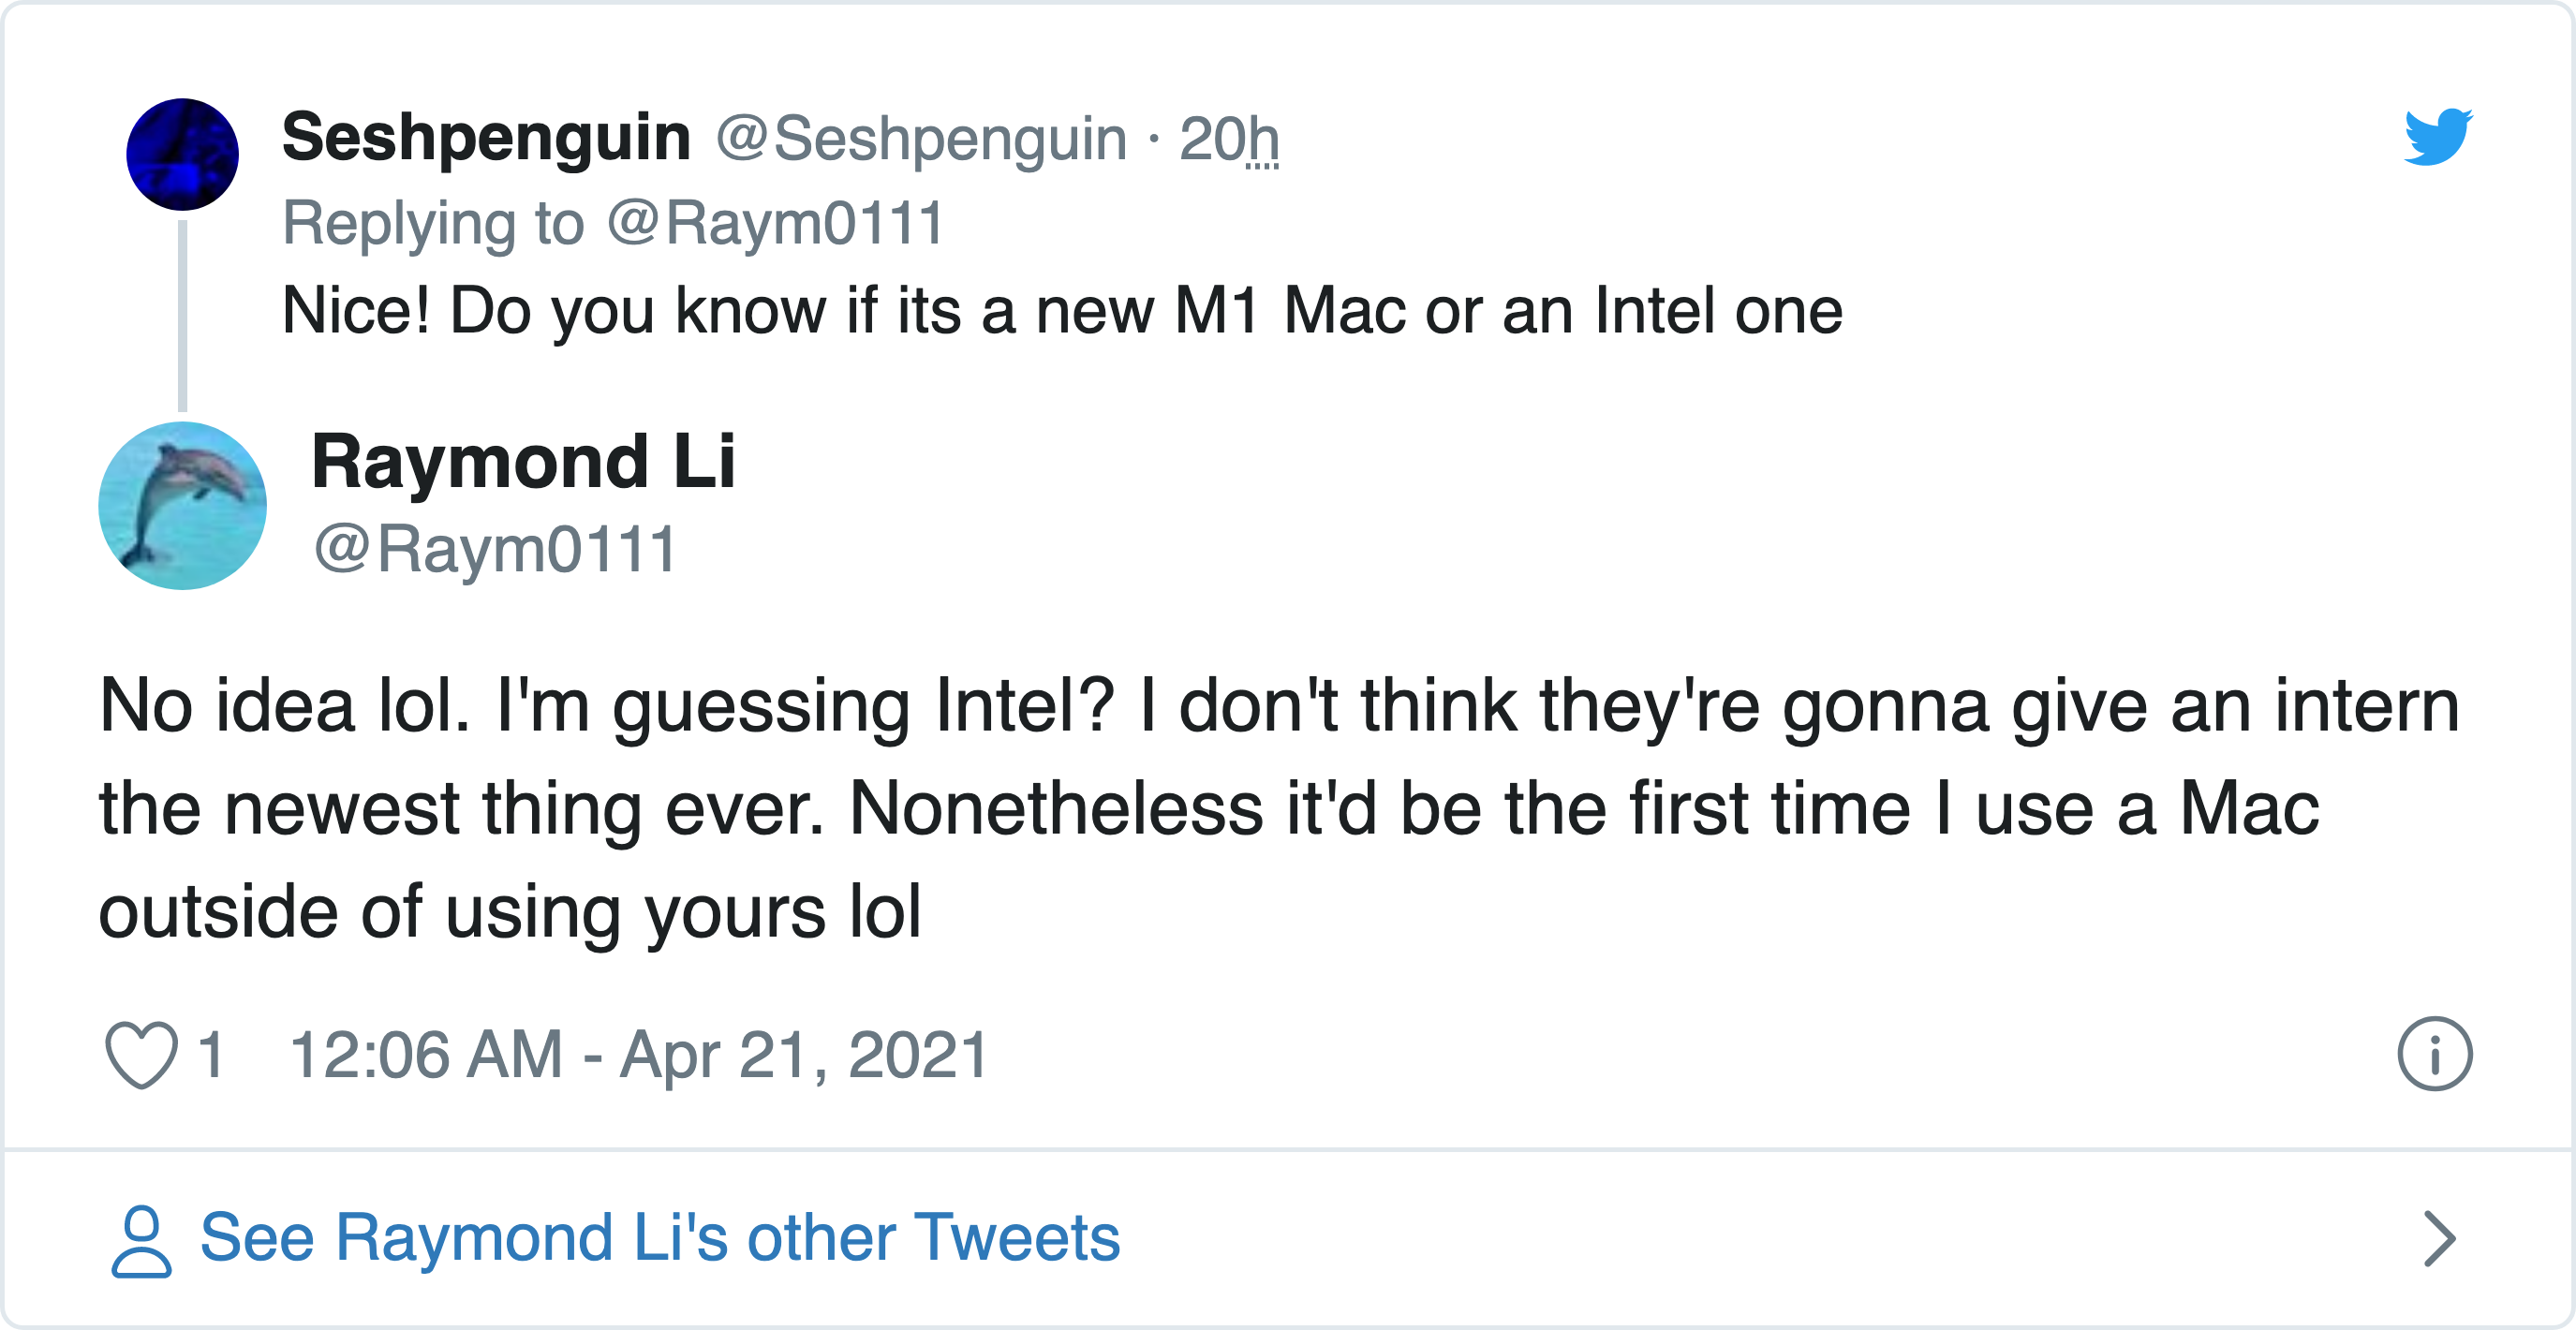 Seshpenguin @Seshpenguin · 20h
Replying to @Raym0111
Nice! Do you know if its a new M1 Mac or an Intel one
Raymond Li
@Raym0111
No idea lol. I'm guessing Intel? I don't think they're gonna give an intern
the newest thing ever. Nonetheless it'd be the first time I use a Mac
outside of using yours lol
1 12:06 AM - Apr 21, 2021
See Raymond Li's other Tweets